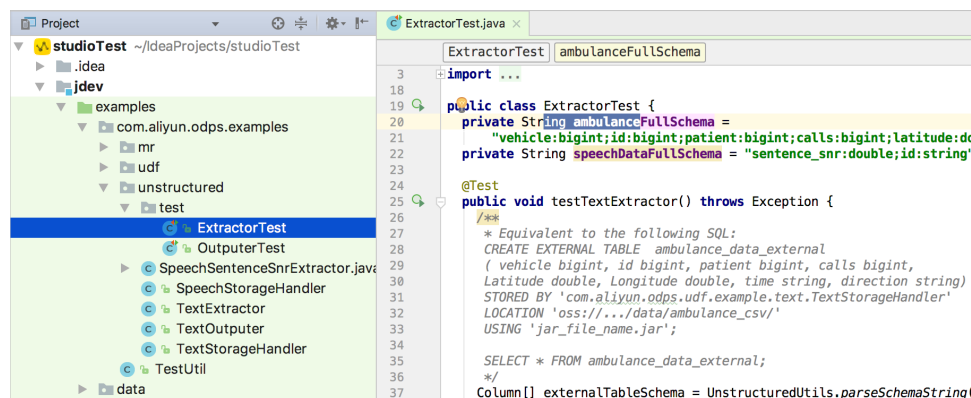 Project
studioTest ~/IdeaProjects/studioTest
.idea
jdev
examples
com.aliyun.odps.examples
mr
udf
unstructured
test
ExtractorTest
OutputerTest
SpeechSentenceSnrExtractor.java
SpeechStorageHandler
TextExtractor
TextOutputer
TextStorageHandler
TestUtil
data
ExtractorTest.java
ExtractorTest ambulanceFullSchema
3 import ...
18
19 public class ExtractorTest {
20 private String ambulanceFullSchema =
21 "vehicle:bigint;id:bigint;patient:bigint;calls:bigint;latitude:do
22 private String speechDataFullSchema = "sentence_snr:double;id:string"
23
24 @Test
25 public void testTextExtractor() throws Exception {
26 /**
27 * Equivalent to the following SQL:
28 CREATE EXTERNAL TABLE ambulance_data_external
29 ( vehicle bigint, id bigint, patient bigint, calls bigint,
30 Latitude double, Longitude double, time string, direction string)
31 STORED BY 'com.aliyun.odps.udf.example.text.TextStorageHandler'
32 LOCATION 'oss://.../data/ambulance_csv/'
33 USING 'jar_file_name.jar';
34
35 SELECT * FROM ambulance_data_external;
36 */
37 Column[] externalTableSchema = UnstructuredUtils.parseSchemaString(